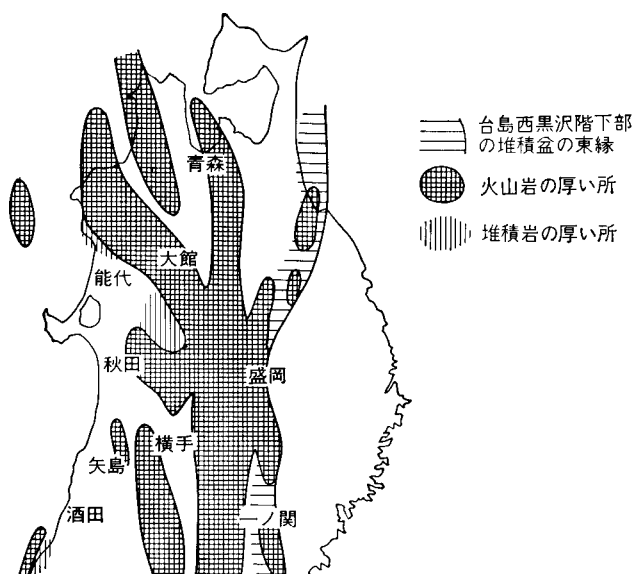 台島西黒沢階下部
の堆積盆の東縁
火山岩の厚い所
堆積岩の厚い所
青森
大館
能代
秋田
盛岡
横手
矢島
酒田
一ノ関